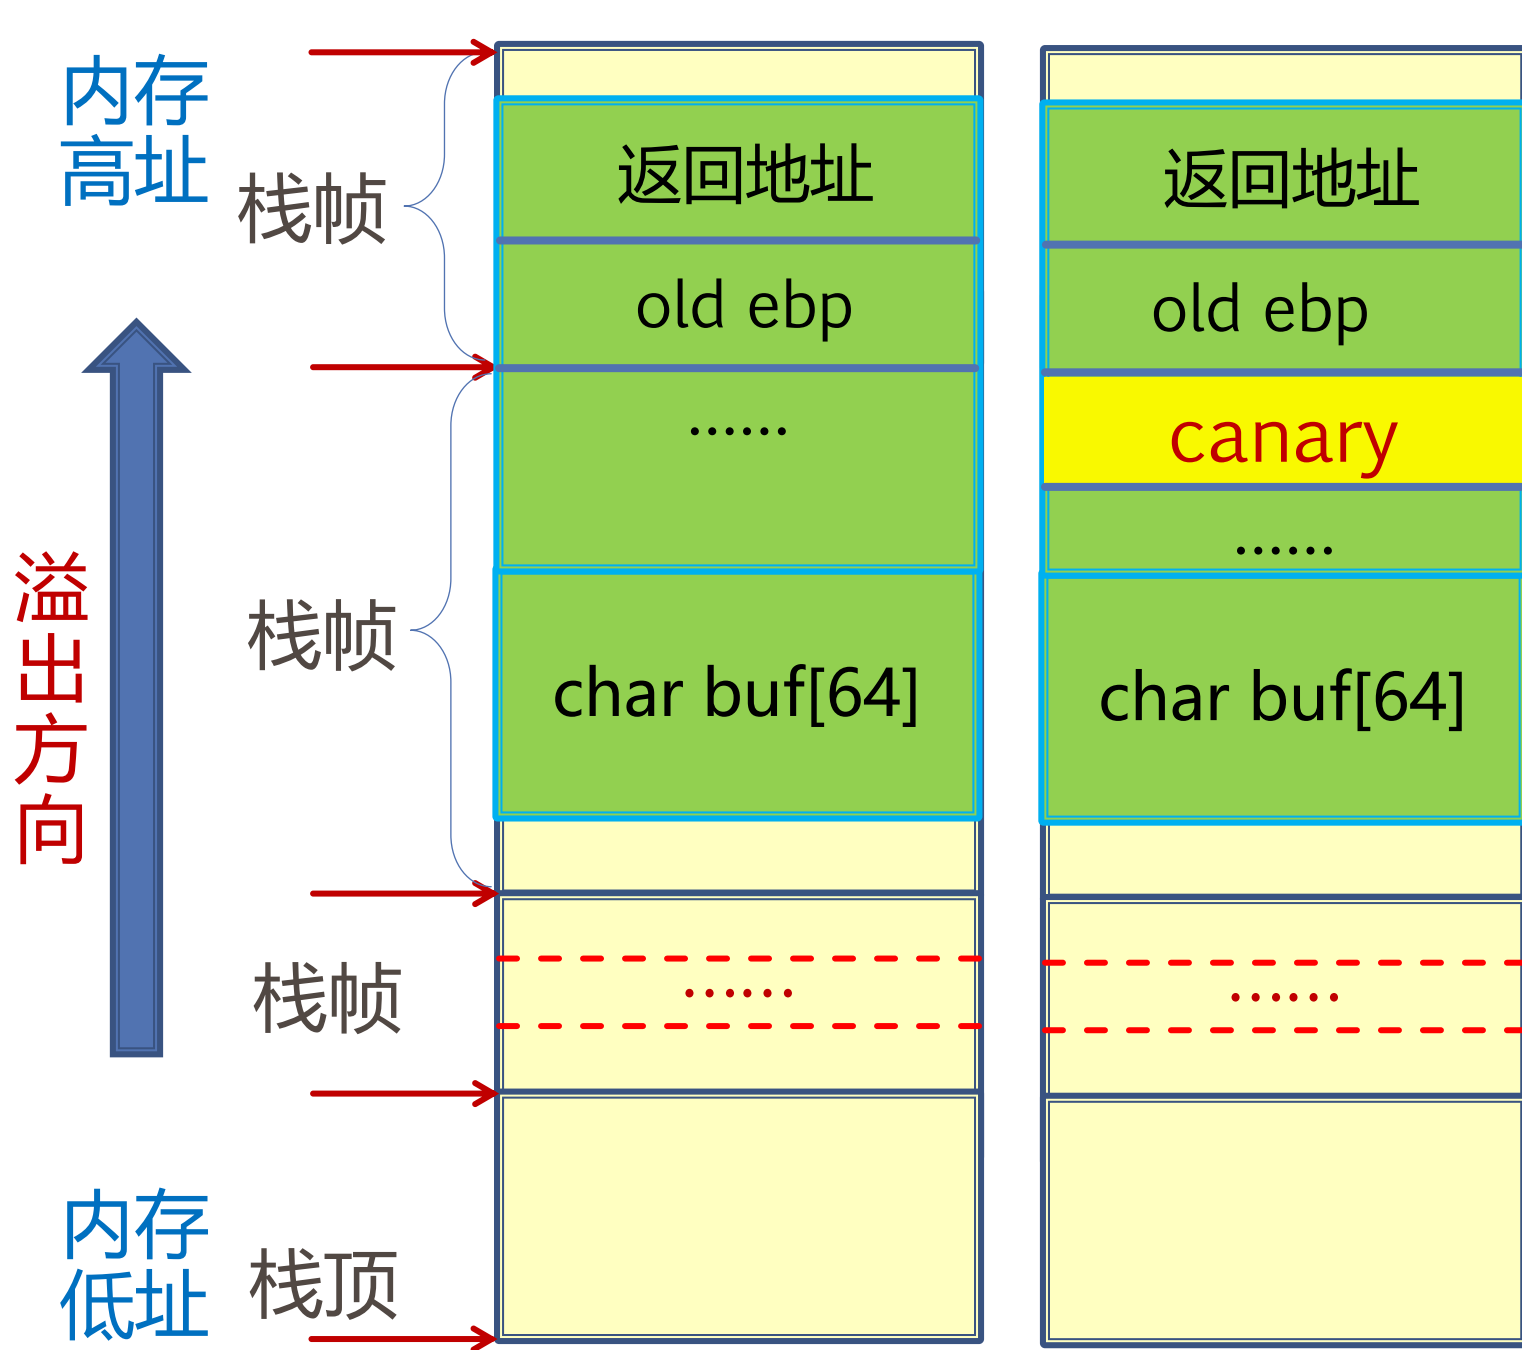 内存
高址
栈帧
溢
出
方
向
栈帧
栈帧
内存
低址
栈顶
返回地址
old ebp
......
char buf[64]
......
返回地址
old ebp
canary
......
char buf[64]
......